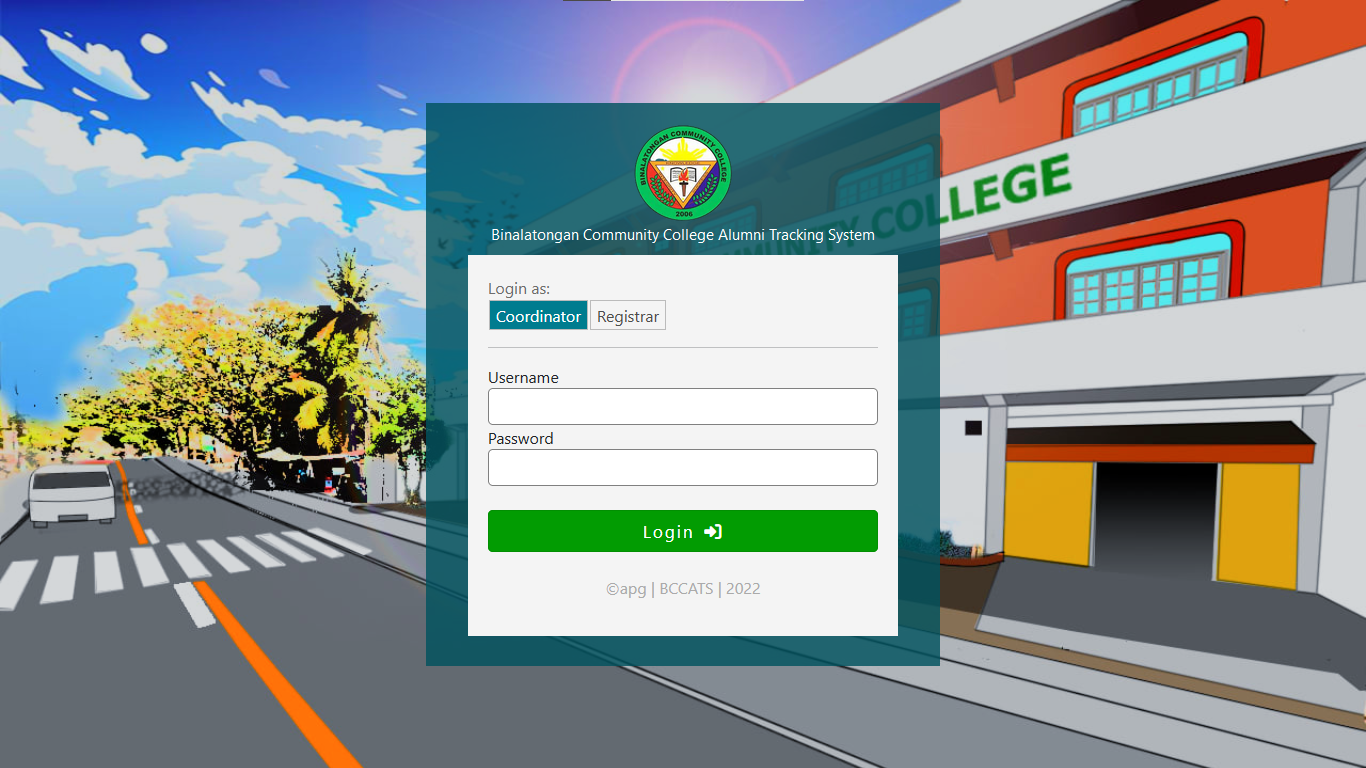 BINALATONGAN COMMUNITY COLLEGE
2006
Binalatongan Community College Alumni Tracking System
COMMUNITY COLLEGE
Login as:
Coordinator Registrar
Username
Password
Login
©apg | BCCATS | 2022